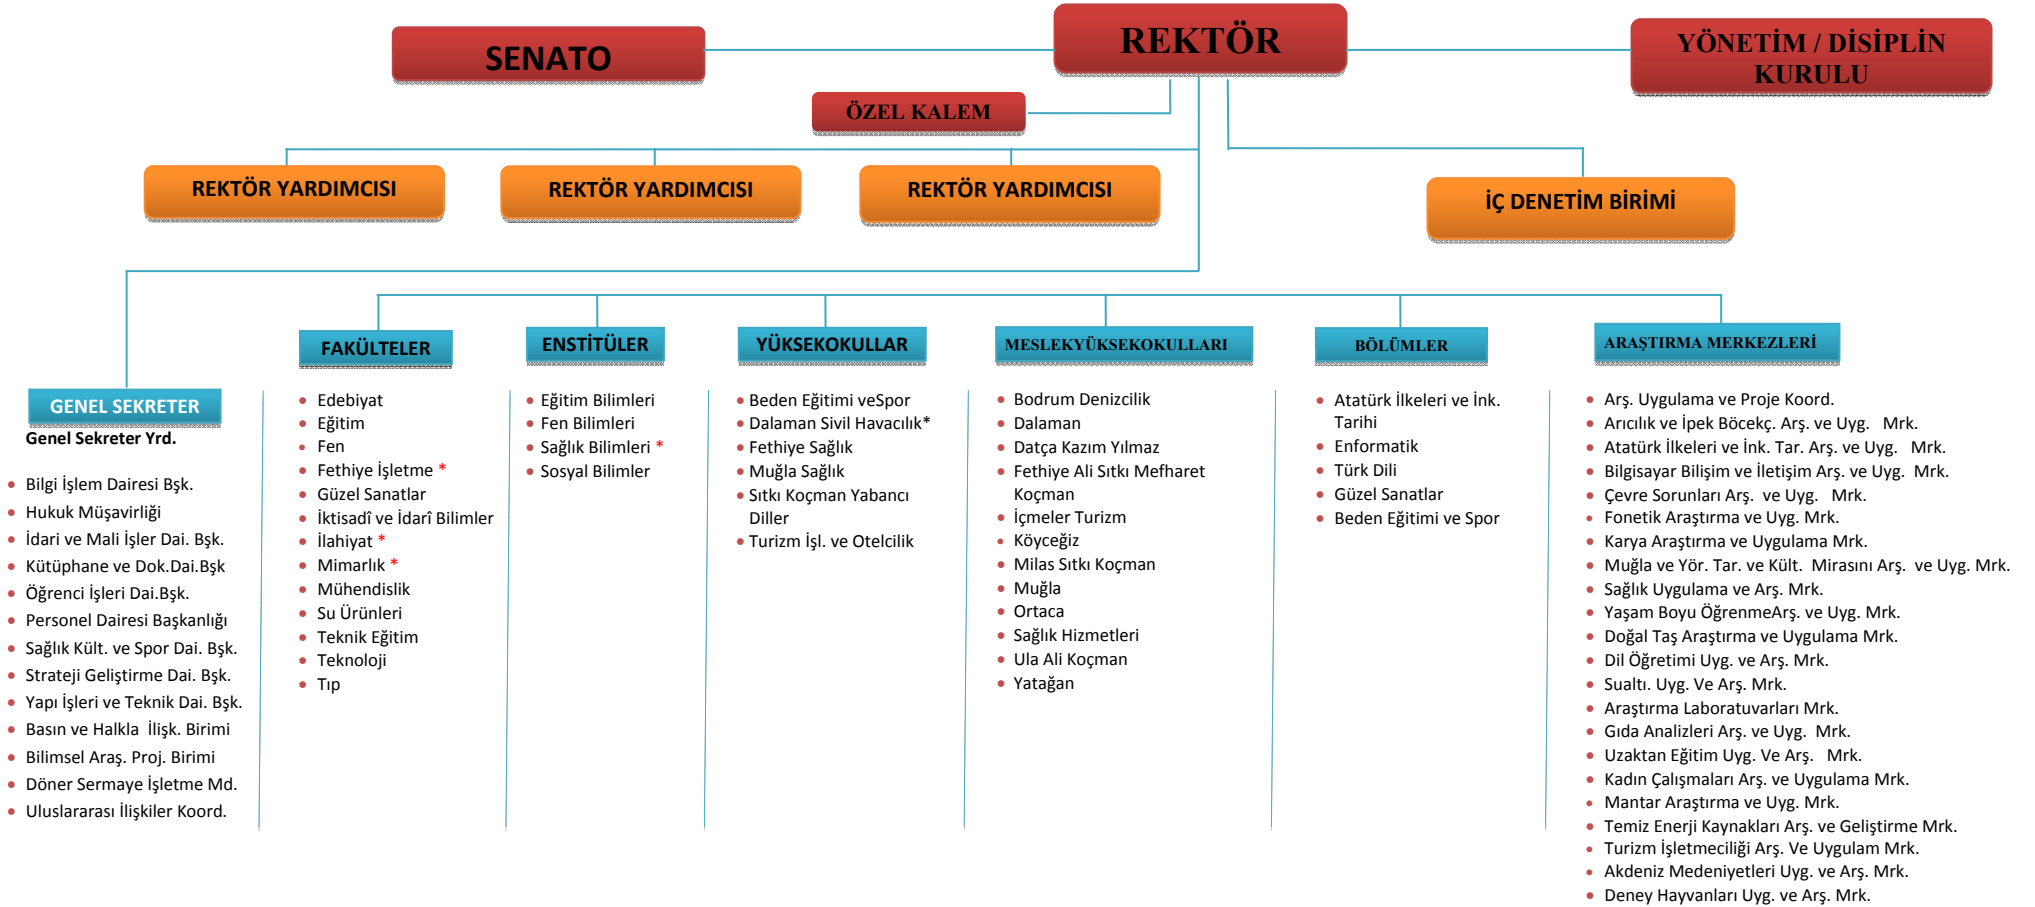 SENATO
REKTÖR
YÖNETİM / DİSİPLİN
KURULU
ÖZEL KALEM
REKTÖR YARDIMCISI
REKTÖR YARDIMCISI
REKTÖR YARDIMCISI
İÇ DENETİM BİRİMİ
GENEL SEKRETER
Genel Sekreter Yrd.
• Bilgi İşlem Dairesi Bşk.
• Hukuk Müşavirliği
• İdari ve Mali İşler Dai. Bşk.
• Kütüphane ve Dok.Dai.Bşk
• Öğrenci İşleri Dai.Bşk.
• Personel Dairesi Başkanlığı
• Sağlık Kült. ve Spor Dai. Bşk.
• Strateji Geliştirme Dai. Bşk.
• Yapı İşleri ve Teknik Dai. Bşk.
• Basın ve Halkla İlişk. Birimi
• Bilimsel Araş. Proj. Birimi
• Döner Sermaye İşletme Md.
• Uluslararası İlişkiler Koord.
FAKÜLTELER
• Edebiyat
• Eğitim
• Fen
• Fethiye İşletme *
• Güzel Sanatlar
• İktisadî ve İdarî Bilimler
• İlahiyat *
• Mimarlık *
• Mühendislik
• Su Ürünleri
• Teknik Eğitim
• Teknoloji
• Tıp
ENSTİTÜLER
• Eğitim Bilimleri
• Fen Bilimleri
• Sağlık Bilimleri *
• Sosyal Bilimler
YÜKSEKOKULLAR
• Beden Eğitimi veSpor
• Dalaman Sivil Havacılık*
• Fethiye Sağlık
• Muğla Sağlık
• Sıtkı Koçman Yabancı
Diller
• Turizm İşl. ve Otelcilik
MESLEKYÜKSEKOKULLARI
• Bodrum Denizcilik
• Dalaman
• Datça Kazım Yılmaz
• Fethiye Ali Sıtkı Mefharet
Koçman
• İçmeler Turizm
• Köyceğiz
• Milas Sıtkı Koçman
• Muğla
• Ortaca
• Sağlık Hizmetleri
• Ula Ali Koçman
• Yatağan
BÖLÜMLER
• Atatürk İlkeleri ve İnk.
Tarihi
• Enformatik
• Türk Dili
• Güzel Sanatlar
• Beden Eğitimi ve Spor
ARAŞTIRMA MERKEZLERİ
• Arş. Uygulama ve Proje Koord.
• Arıcılık ve İpek Böcekç. Arş. ve Uyg. Mrk.
• Atatürk İlkeleri ve İnk. Tar. Arş. ve Uyg. Mrk.
• Bilgisayar Bilişim ve İletişim Arş. ve Uyg. Mrk.
• Çevre Sorunları Arş. ve Uyg. Mrk.
• Fonetik Araştırma ve Uyg. Mrk.
• Karya Araştırma ve Uygulama Mrk.
• Muğla ve Yör. Tar. ve Kült. Mirasını Arş. ve Uyg. Mrk.
• Sağlık Uygulama ve Arş. Mrk.
• Yaşam Boyu ÖğrenmeArş. ve Uyg. Mrk.
• Doğal Taş Araştırma ve Uygulama Mrk.
• Dil Öğretimi Uyg. ve Arş. Mrk.
• Sualtı. Uyg. Ve Arş. Mrk.
• Araştırma Laboratuvarları Mrk.
• Gıda Analizleri Arş. ve Uyg. Mrk.
• Uzaktan Eğitim Uyg. Ve Arş. Mrk.
• Kadın Çalışmaları Arş. ve Uygulama Mrk.
• Mantar Araştırma ve Uyg. Mrk.
• Temiz Enerji Kaynakları Arş. ve Geliştirme Mrk.
• Turizm İşletmeciliği Arş. Ve Uygulam Mrk.
• Akdeniz Medeniyetleri Uyg. ve Arş. Mrk.
• Deney Hayvanları Uyg. ve Arş. Mrk.